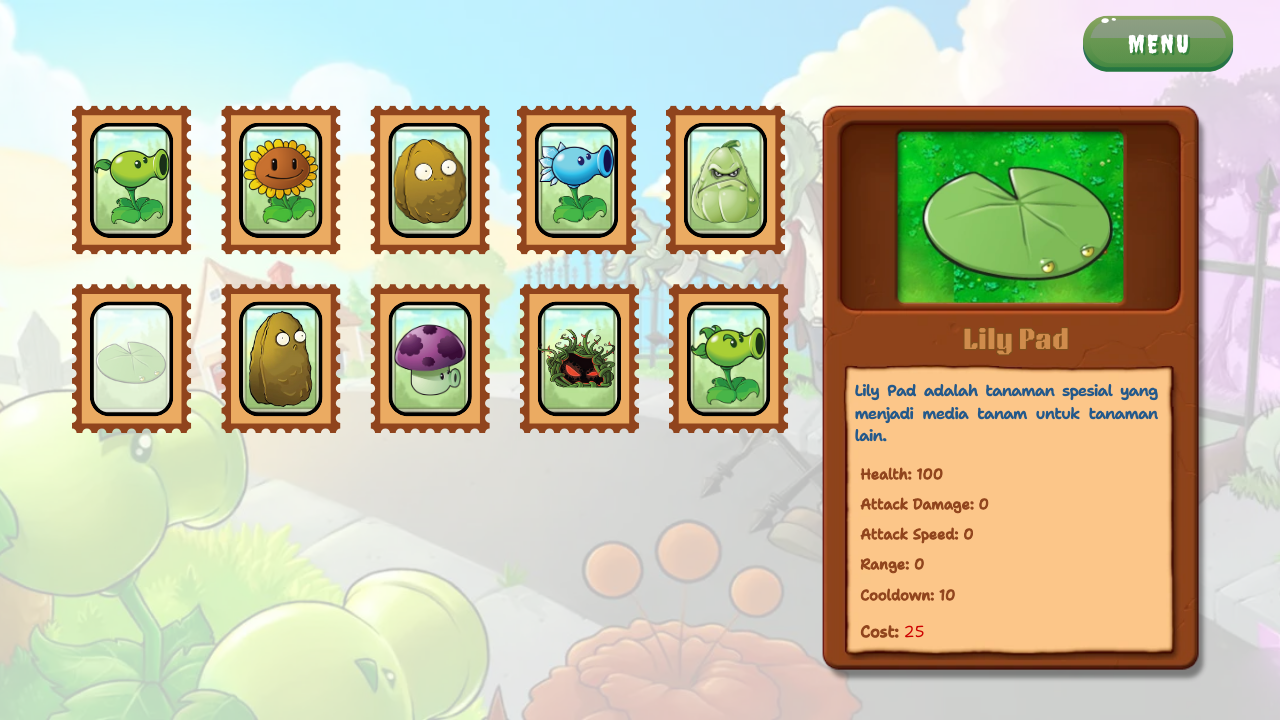 MENU
Lily Pad
Lily Pad adalah tanaman spesial yang
menjadi media tanam untuk tanaman
lain.
Health: 100
Attack Damage: 0
Attack Speed: 0
Range: 0
Cooldown: 10
Cost: 25